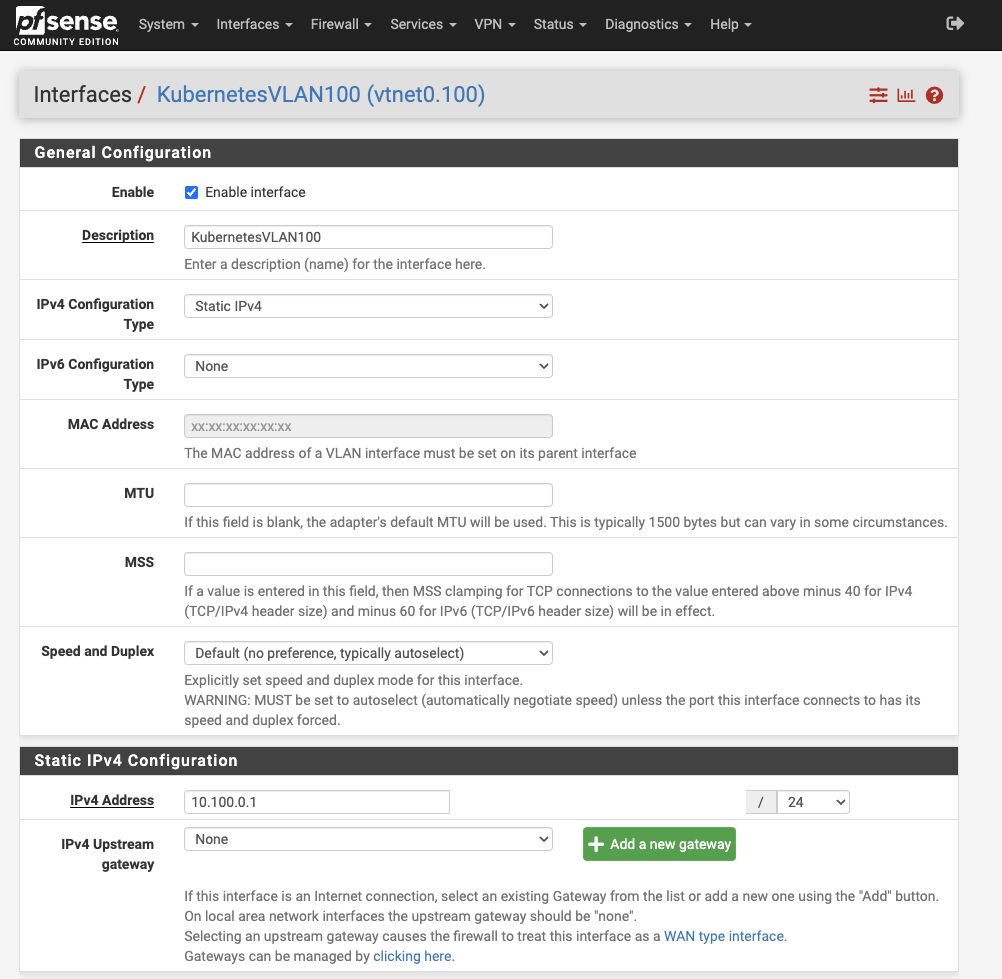 pfsense
COMMUNITY EDITION
System Interfaces Firewall Services VPN Status Diagnostics Help
Interfaces / KubernetesVLAN100 (vtnet0.100)
General Configuration
Enable Enable interface
Description KubernetesVLAN100
Enter a description (name) for the interface here.
IPv4 Configuration Type Static IPv4
IPv6 Configuration Type None
MAC Address xx:xx:xx:xx:xx:xx
The MAC address of a VLAN interface must be set on its parent interface
MTU
If this field is blank, the adapter's default MTU will be used. This is typically 1500 bytes but can vary in some circumstances.
MSS
If a value is entered in this field, then MSS clamping for TCP connections to the value entered above minus 40 for IPv4
(TCP/IPv4 header size) and minus 60 for IPv6 (TCP/IPv6 header size) will be in effect.
Speed and Duplex Default (no preference, typically autoselect)
Explicitly set speed and duplex mode for this interface.
WARNING: MUST be set to autoselect (automatically negotiate speed) unless the port this interface connects to has its
speed and duplex forced.
Static IPv4 Configuration
IPv4 Address 10.100.0.1 / 24
IPv4 Upstream gateway None Add a new gateway
If this interface is an Internet connection, select an existing Gateway from the list or add a new one using the "Add" button.
On local area network interfaces the upstream gateway should be "none".
Selecting an upstream gateway causes the firewall to treat this interface as a WAN type interface.
Gateways can be managed by clicking here.